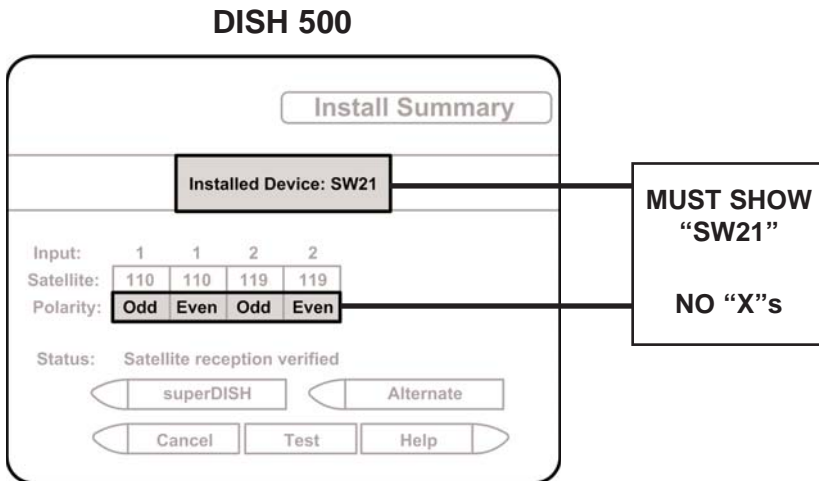 DISH 500
Install Summary
Installed Device: SW21
MUST SHOW
“SW21”
NO “X”s
Input: 1 1 2 2
Satellite: 110 110 119 119
Polarity: Odd Even Odd Even
Status: Satellite reception verified
superDISH Alternate
Cancel Test Help